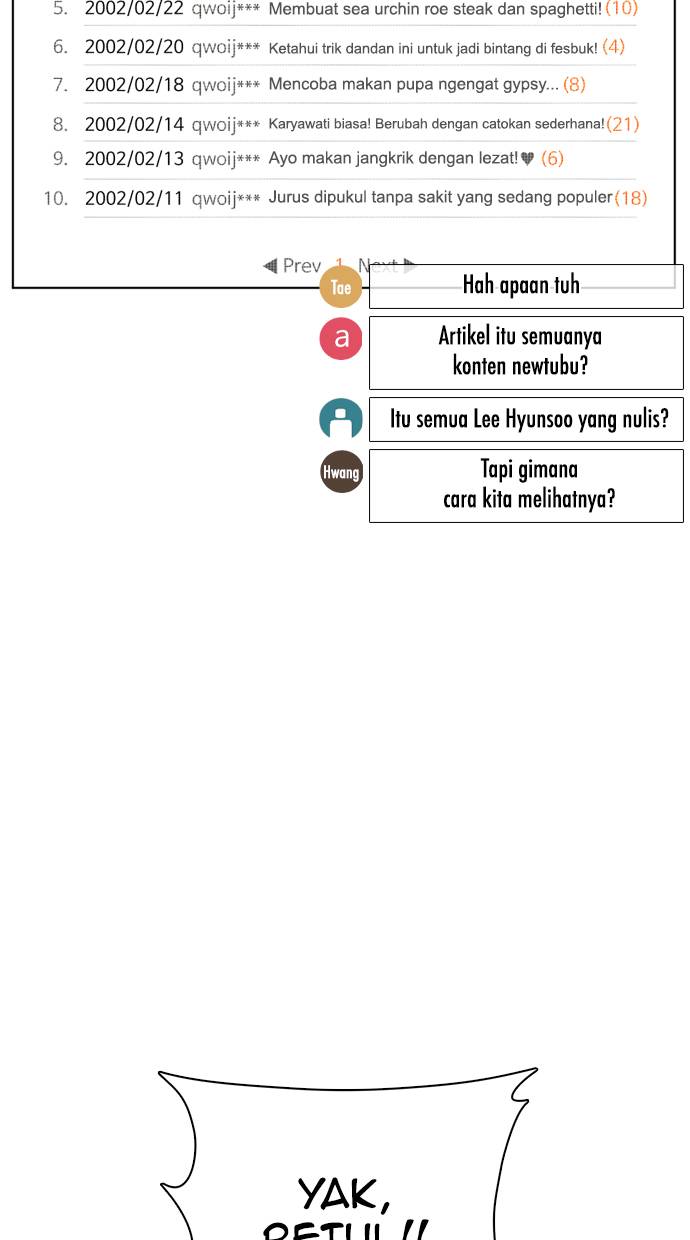 5. 2002/02/22 qwoij*** Membuat sea urchin roe steak dan spaghetti! (10)
6. 2002/02/20 qwoij*** Ketahui trik dandan ini untuk jadi bintang di fesbuk! (4)
7. 2002/02/18 qwoij*** Mencoba makan pupa ngengat gypsy... (8)
8. 2002/02/14 qwoij*** Karyawati biasa! Berubah dengan catokan sederhana! (21)
9. 2002/02/13 qwoij*** Ayo makan jangkrik dengan lezat!♥ (6)
10. 2002/02/11 qwoij*** Jurus dipukul tanpa sakit yang sedang populer (18)
◀ Prev 1 Next ▶
Tae
Hah apaan tuh
a
Artikel itu semuanya
konten newtubu?
Itu semua Lee Hyunsoo yang nulis?
Hwang
Tapi gimana
cara kita melihatnya?
YAK,
BETUL!!